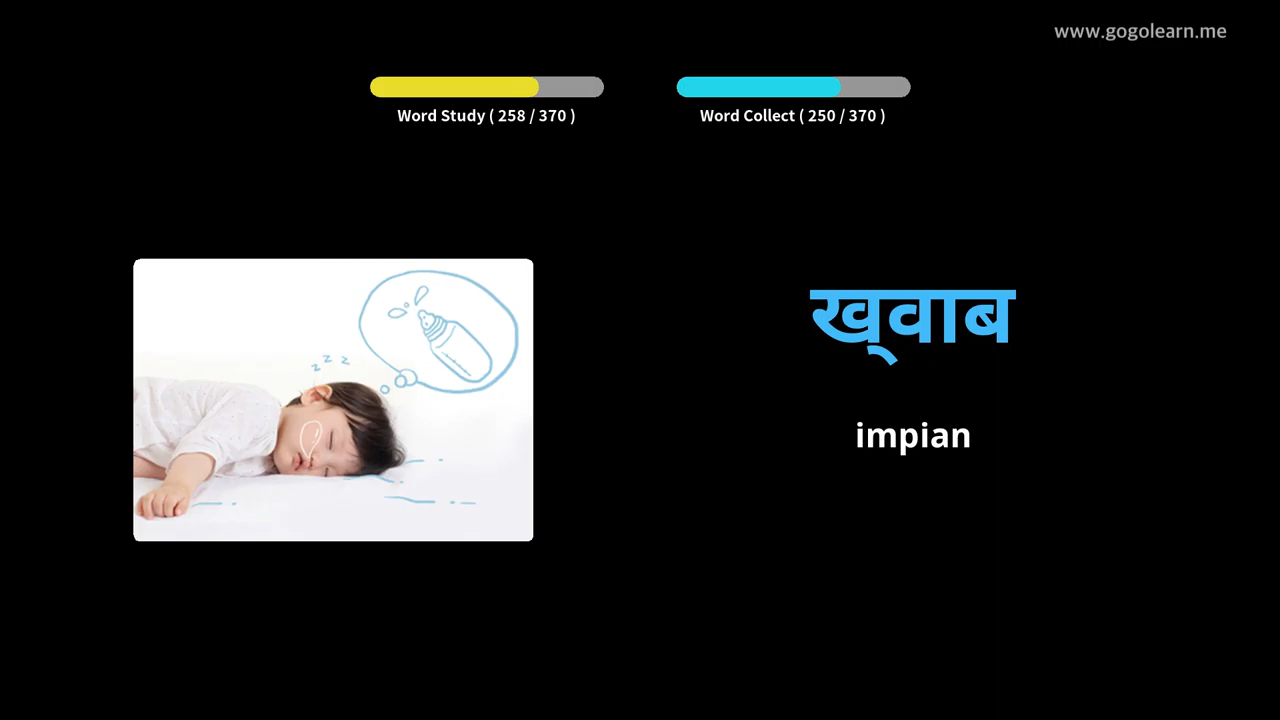 www.gogolearn.me
Word Study ( 258 / 370 )
Word Collect ( 250 / 370 )
z z z
ख्‌वाब
impian